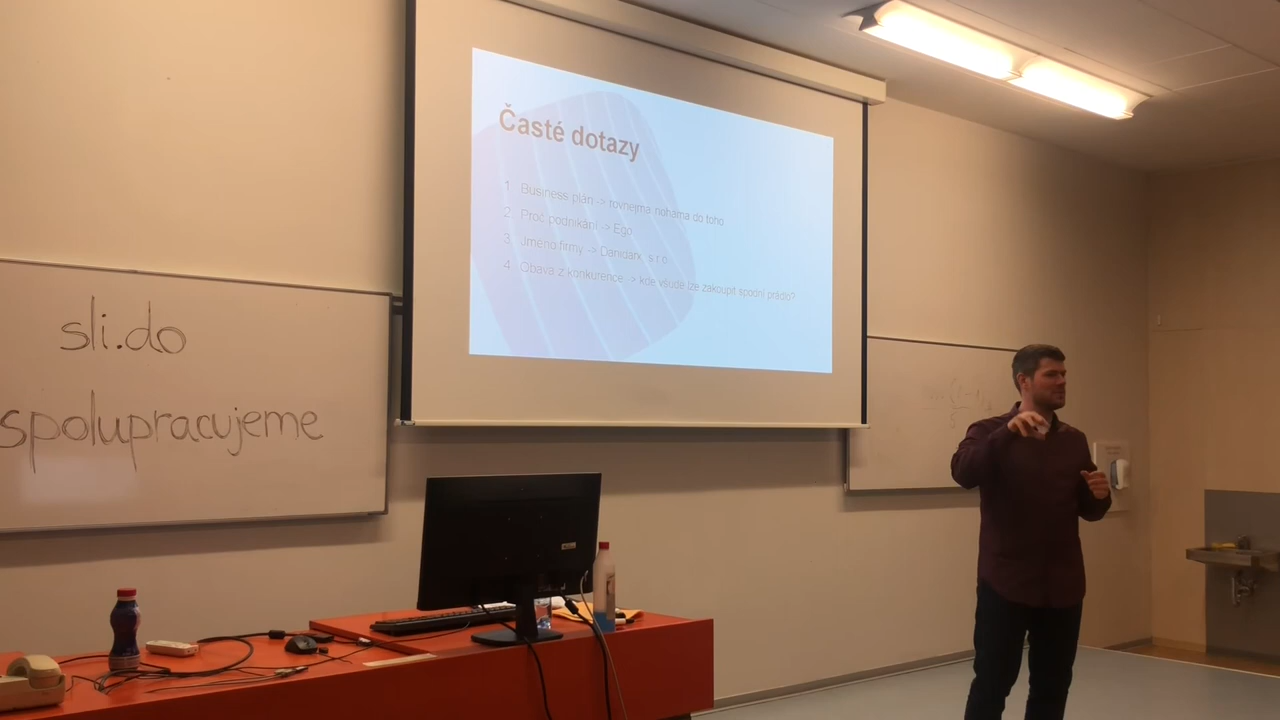 Časté dotazy
1. Business plán -> rovnejma nohama do toho
2. Proč podnikání -> Ego
3. Jméno firmy -> Danidarx s.r.o.
4. Obava z konkurence -> kde všude lze zakoupit spodní prádlo?
sli.do
spolupracujeme